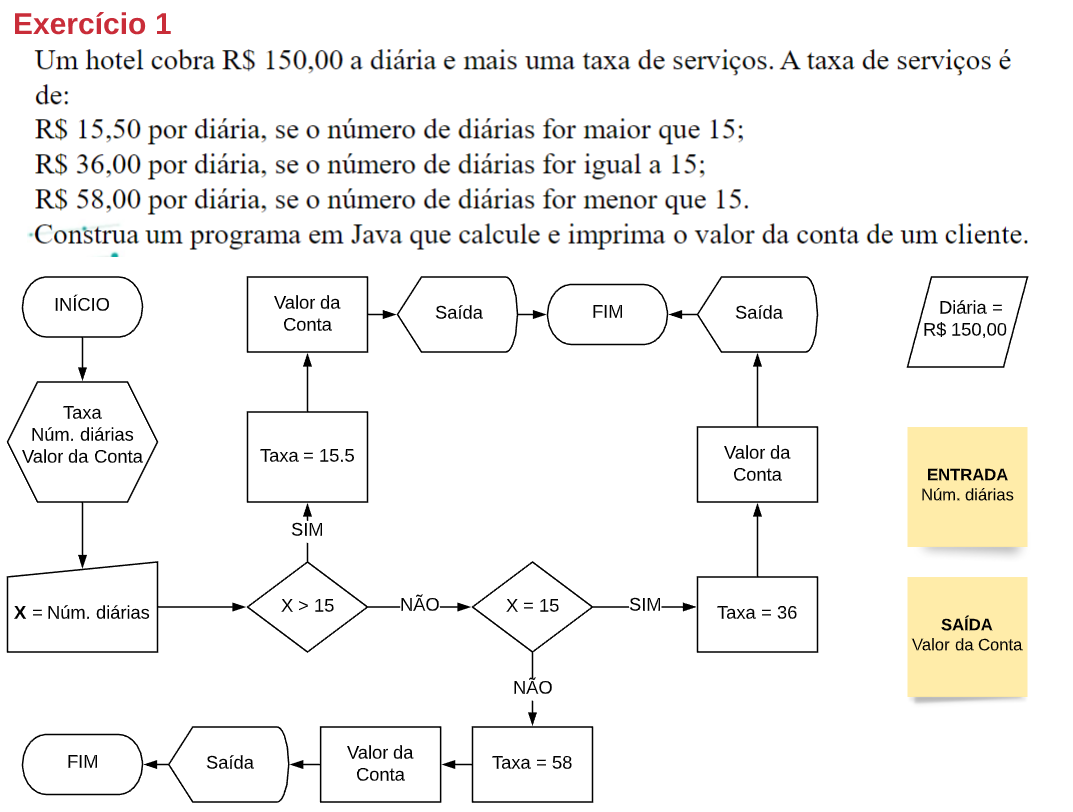 Exercício 1
Um hotel cobra R$ 150,00 a diária e mais uma taxa de serviços. A taxa de serviços é
de:
R$ 15,50 por diária, se o número de diárias for maior que 15;
R$ 36,00 por diária, se o número de diárias for igual a 15;
R$ 58,00 por diária, se o número de diárias for menor que 15.
Construa um programa em Java que calcule e imprima o valor da conta de um cliente.
INÍCIO
Taxa
Núm. diárias
Valor da Conta
X = Núm. diárias
X > 15
SIM
Taxa = 15.5
Valor da
Conta
Saída
FIM
NÃO
X = 15
SIM
Taxa = 36
Valor da
Conta
Saída
NÃO
Taxa = 58
Valor da
Conta
Saída
FIM
Diária =
R$ 150,00
ENTRADA
Núm. diárias
SAÍDA
Valor da Conta